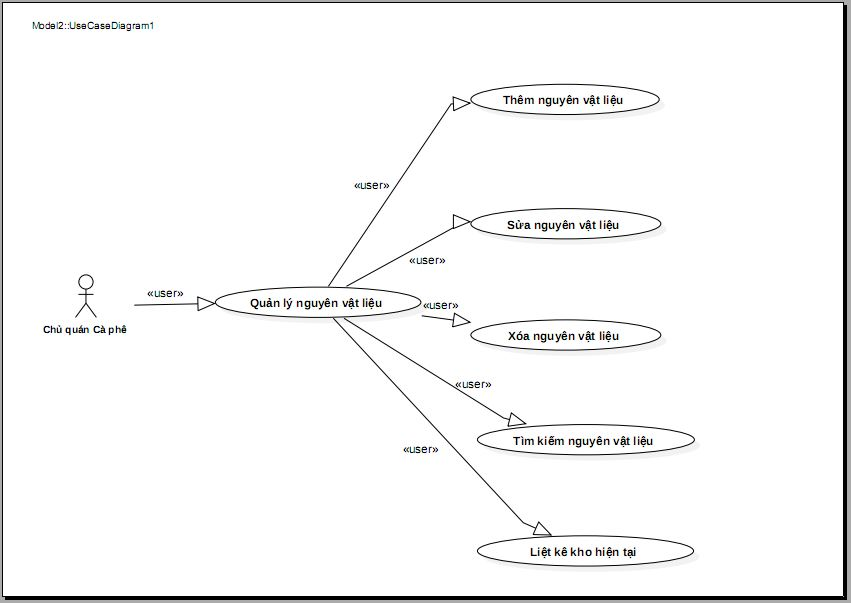 Model2::UseCaseDiagram1
Thêm nguyên vật liệu
«user»
Sửa nguyên vật liệu
«user»
«user»
Quản lý nguyên vật liệu
«user»
Chủ quán Cà phê
Xóa nguyên vật liệu
«user»
Tìm kiếm nguyên vật liệu
«user»
Liệt kê kho hiện tại